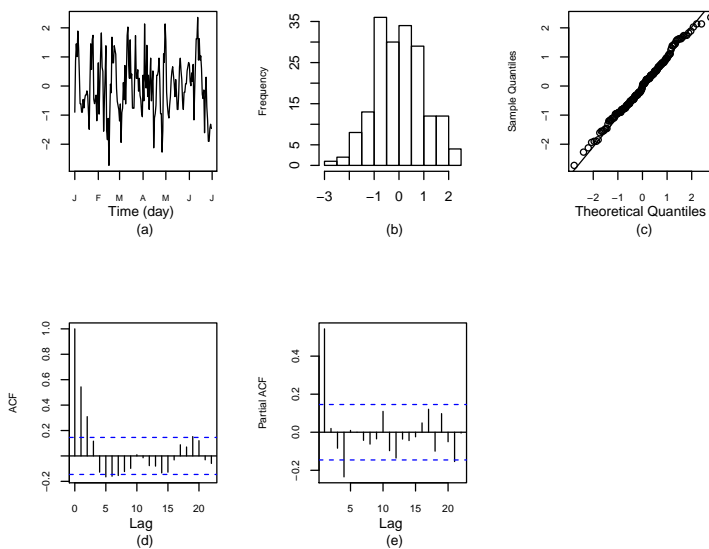 2
1
0
−1
−2
J F M A M J J
Time (day)
(a)
Frequency
35
25
15
5
0
−3 −1 0 1 2
(b)
Sample Quantiles
2
1
0
−1
−2
−2 −1 0 1 2
Theoretical Quantiles
(c)
ACF
1.0
0.8
0.6
0.4
0.2
−0.2
0 5 10 15 20
Lag
(d)
Partial ACF
0.4
0.2
0.0
−0.2
5 10 15 20
Lag
(e)